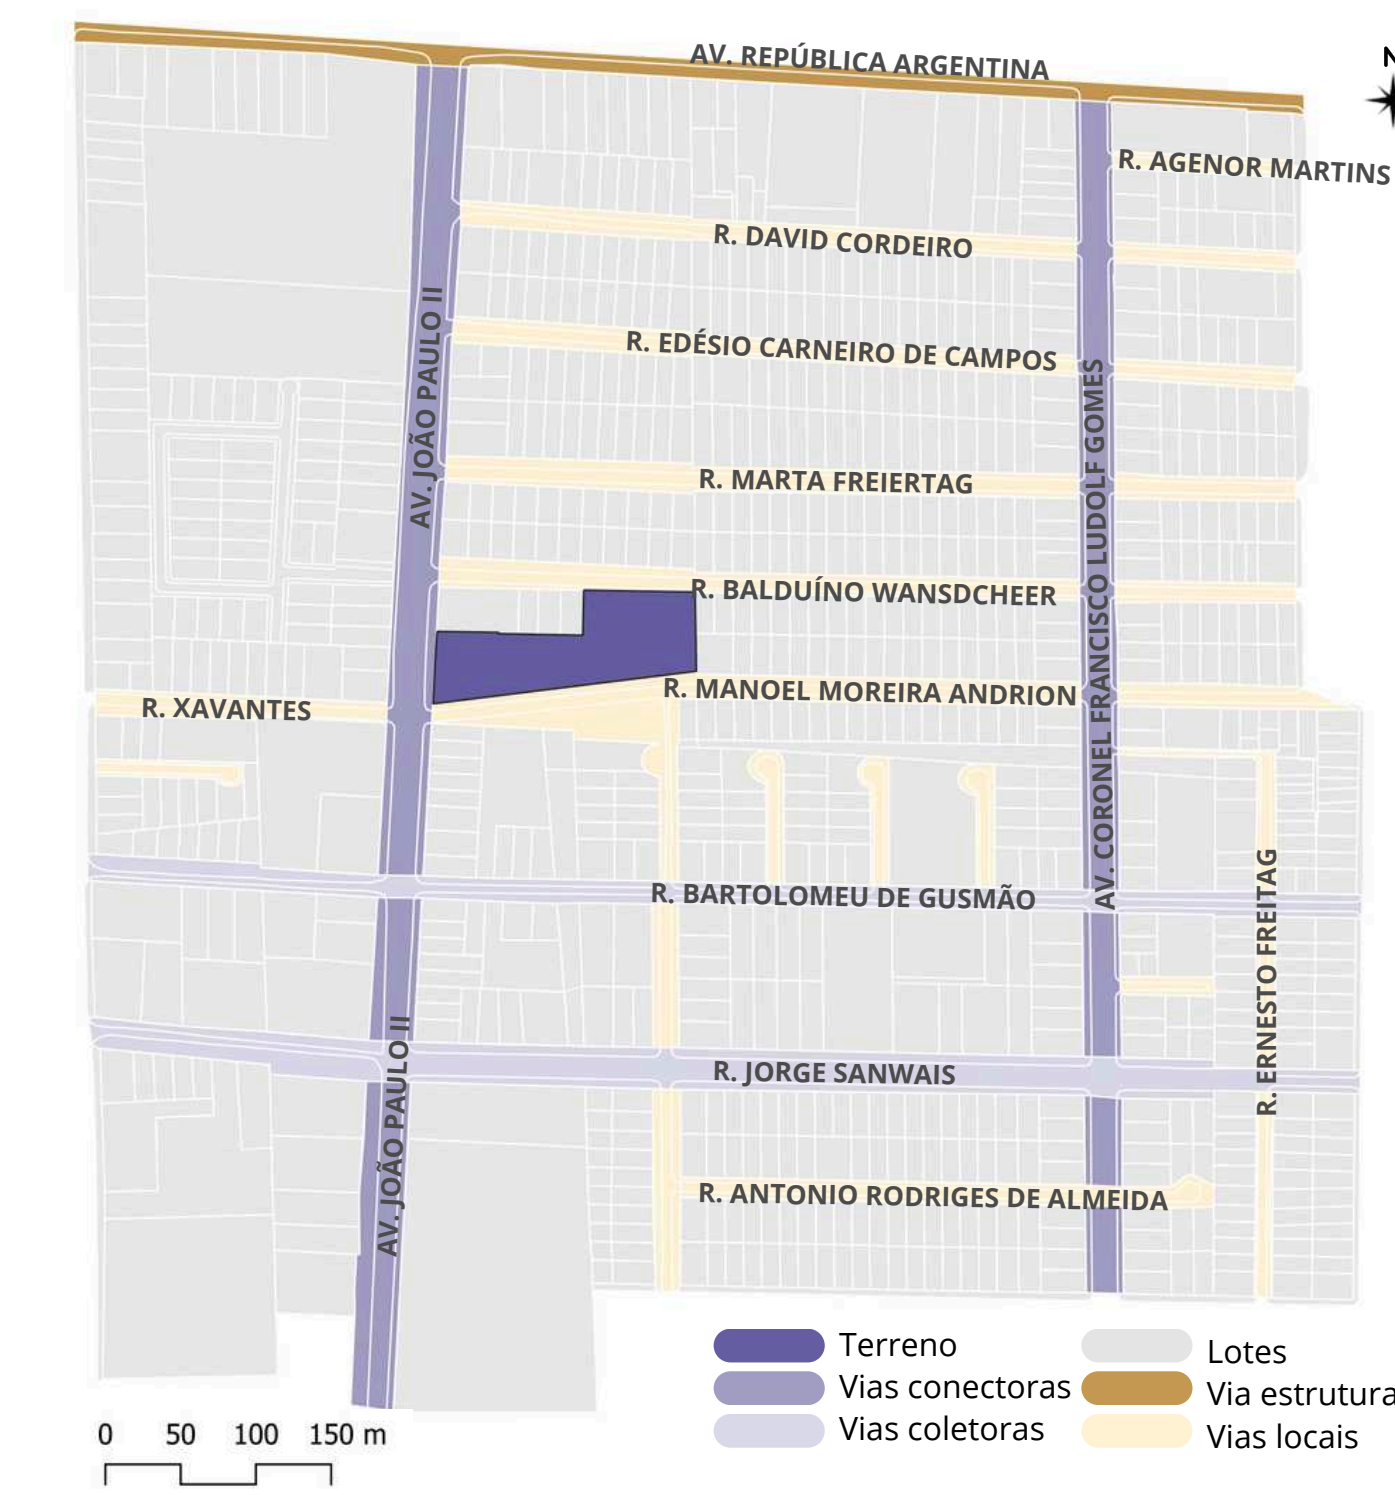 AV. REPÚBLICA ARGENTINA
N
R. AGENOR MARTINS
R. DAVID CORDEIRO
AV. JOÃO PAULO II
R. EDÉSIO CARNEIRO DE CAMPOS
AV. CORONEL FRANCISCO LUDOLF GOMES
R. MARTA FREIERTAG
R. BALDUÍNO WANSDCHEER
R. MANOEL MOREIRA ANDRION
R. XAVANTES
R. BARTOLOMEU DE GUSMÃO
R. ERNESTO FREITAG
AV. JOÃO PAULO II
R. JORGE SANWAIS
R. ANTONIO RODRIGES DE ALMEIDA
Terreno
Vias conectoras
Vias coletoras
Lotes
Via estrutura
Vias locais
0 50 100 150 m